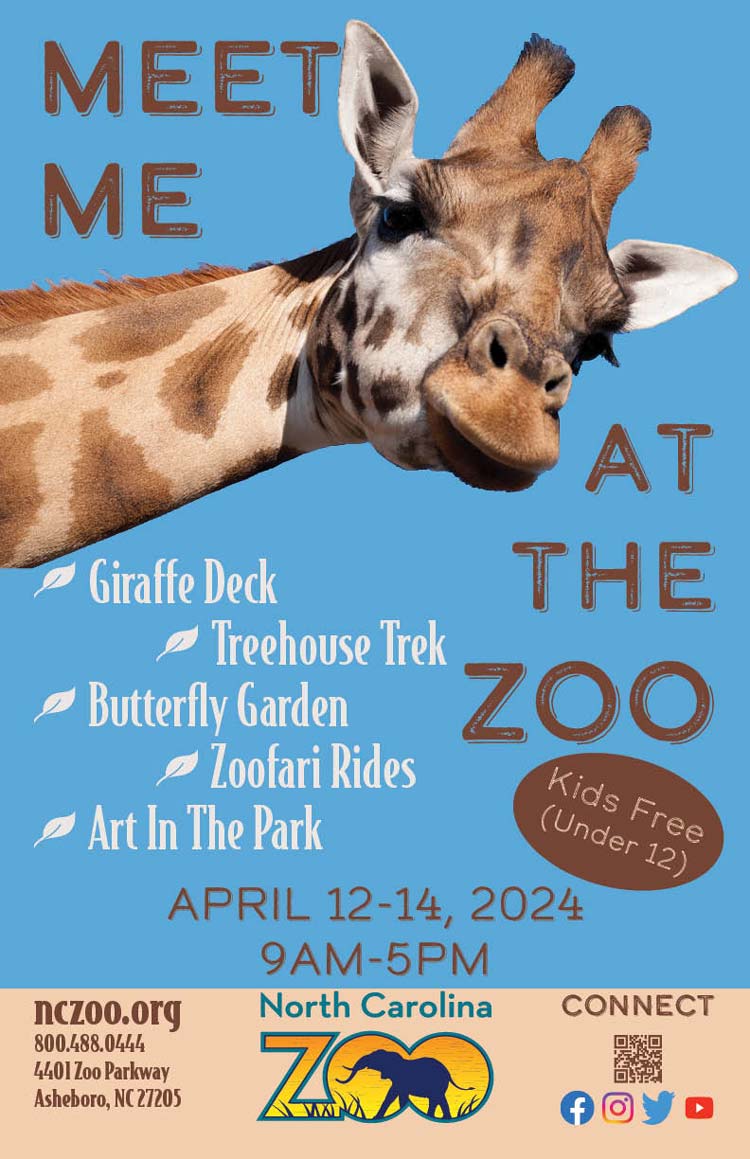 MEET
ME
AT
THE
ZOO
Giraffe Deck
Treehouse Trek
Butterfly Garden
Zoofari Rides
Art In The Park
Kids Free
(Under 12)
APRIL 12-14, 2024
9AM-5PM
nczoo.org
800.488.0444
4401 Zoo Parkway
Asheboro, NC 27205
North Carolina
ZOO
CONNECT